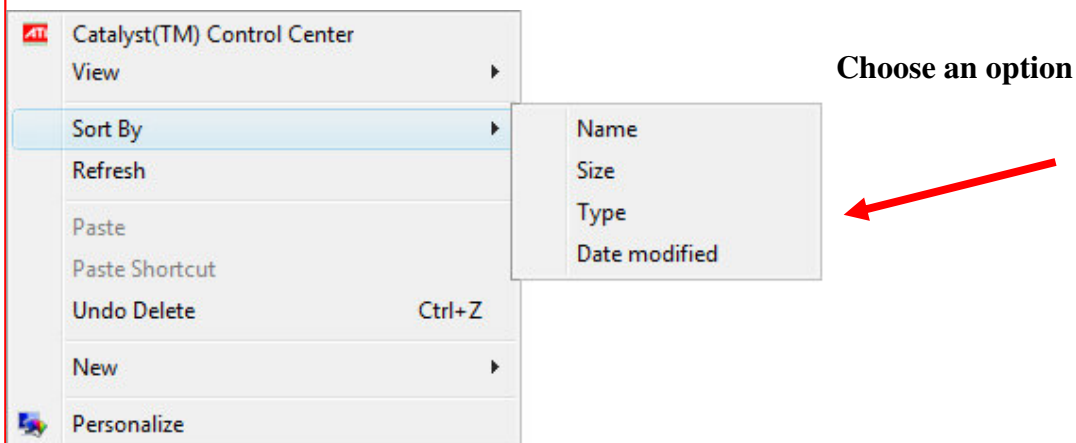 ATI Catalyst(TM) Control Center
View
Choose an option
Sort By
Name
Refresh
Size
Type
Paste
Date modified
Paste Shortcut
Undo Delete Ctrl+Z
New
Personalize